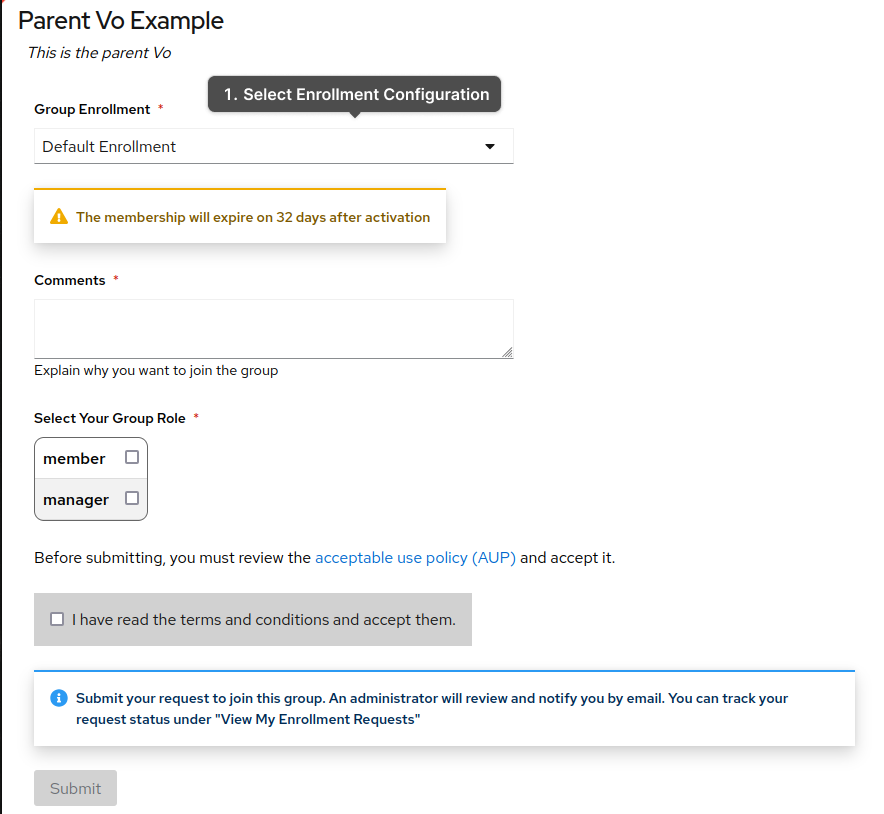 Parent Vo Example
This is the parent Vo
1. Select Enrollment Configuration
Group Enrollment *
Default Enrollment
The membership will expire on 32 days after activation
Comments *
Explain why you want to join the group
Select Your Group Role *
member
manager
Before submitting, you must review the acceptable use policy (AUP) and accept it.
I have read the terms and conditions and accept them.
Submit your request to join this group. An administrator will review and notify you by email. You can track your
request status under "View My Enrollment Requests"
Submit